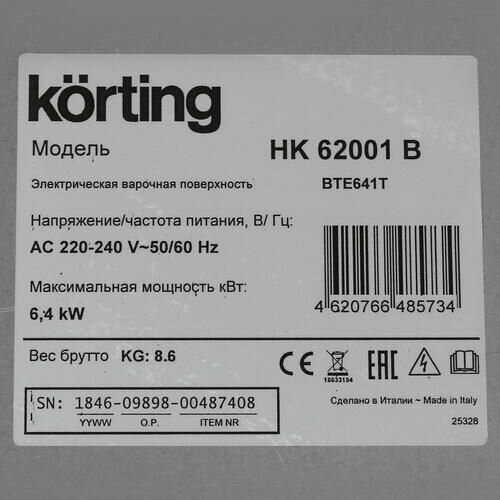 körting
Модель HK 62001 B
Электрическая варочная поверхность BTE641T
Напряжение/частота питания, В/ Гц:
AC 220-240 V~50/60 Hz
Максимальная мощность кВт:
6,4 kW
4 620766 485734
Вес брутто KG: 8.6
CE EAC
15633154
SN: 1846-09898-00487408
YYWW O.P. ITEM NR
Сделано в Италии ~ Made in Italy
25328